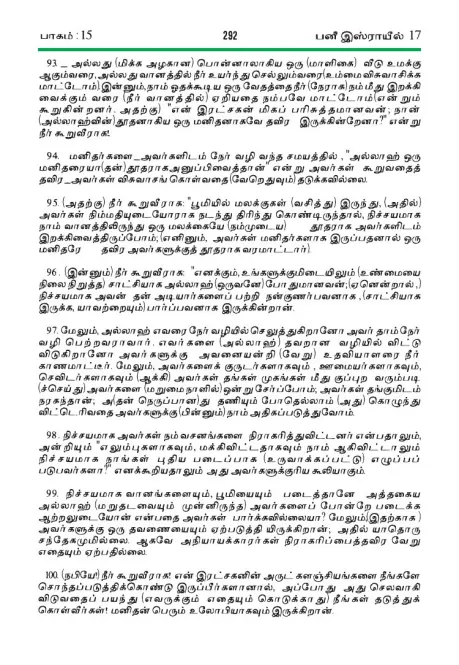 பாகம் : 15 292 பனீ இஸ்ராயீல் 17
93 _ அல்லது (மிக்க அழகான) பொன்னாலாகிய ஒரு (மாளிகை) வீடு உமக்கு
ஆகும்வரை,அல்லது வானத்தில் நீர் உயர்ந்து செல்லும்வரை(உம்மை விசுவாசிக்க
மாட்டோம்).இன்னும்,நாம் ஓதக்கூடிய ஒரு வேதத்தை நீர் (நேராக)நம்மீது இறக்கி
வைக்கும் வரை (நீர் வானத்தில்) ஏறியதை நம்பவே மாட்டோம்(என்றும்
கூறுகின்றனர். அதற்கு) "என் இரட்சகன் மிகப் பரிசுத்தமானவன்; நான்
(அல்லாஹ்வின்)தூதனாகிய ஒரு மனிதனாகவே தவிர இருக்கின்றேனா?" என்று
நீர் கூறுவீராக!
94. மனிதர்களை_அவர்களிடம் நேர் வழி வந்த சமயத்தில் , "அல்லாஹ் ஒரு
மனிதரையா(தன்)தூதராகஅனுப்பிவைத்தான்"என்று அவர்கள் கூறுவதைத்
தவிர_அவர்கள் விசுவாசங் கொள்வதை(வேறெதுவும்)தடுக்கவில்லை.
95. (அதற்கு) நீர் கூறுவீராக: "பூமியில் மலக்குகள் (வசித்து) இருந்து, (அதில்)
அவர்கள் நிம்மதியுடையோராக நடந்து திரிந்து கொண்டிருந்தால், நிச்சயமாக
நாம் வானத்திலிருந்து ஒரு மலக்கையே (நம்முடைய) தூதராக அவர்களிடம்
இறக்கிவைத்திருப்போம்;(எனினும், அவர்கள் மனிதர்களாக இருப்பதனால் ஒரு
மனிதரே தவிர அவர்களுக்குத் தூதராக வரமாட்டார்).
96 . (இன்னும்) நீர் கூறுவீராக: "எனக்கும்,உங்களுக்குமிடையிலும் (உண்மையை
நிலைநிறுத்த) சாட்சியாக அல்லாஹ்(ஒருவனே)போதுமானவன்;(ஏனென்றால் ,)
நிச்சயமாக அவன் தன் அடியார்களைப் பற்றி நன்குணர்பவனாக ,(சாட்சியாக
இருக்க, யாவற்றையும்)பார்ப்பவனாக இருக்கின்றான்.
97.மேலும்,அல்லாஹ் எவரை நேர்வழியில் செலுத்துகிறானோ அவர்தாம் நேர்
வழி பெற்றவராவார். எவர்களை (அல்லாஹ்) தவறான வழியில் விட்டு
விடுகிறானோ அவர்களுக்கு அவனையன்றி (வேறு) உதவியாளரை நீர்
காணமாட்டீர். மேலும், அவர்களைக் குருடர்களாகவும் , ஊமையர்களாகவும்,
செவிடர்களாகவும் (ஆக்கி) அவர்கள் தங்கள் முகங்கள் மீது குப்புற வரும்படி
(ச்செய்து)அவர்களை (மறுமை நாளில்)ஒன்று சேர்ப்போம்; அவர்கள் தங்குமிடம்
நரகந்தான்; அ(தன் நெருப்பான)து தணியும் போதெல்லாம் (அது) கொழுந்து
விட்டெரிவதை அவர்களுக்கு(பின்னும்)நாம் அதிகப்படுத்துவோம்.
98. நிச்சயமாக அவர்கள் நம் வசனங்களை நிராகரித்துவிட்டனர் என்பதாலும்,
அன்றியும் "எலும்புகளாகவும், மக்கிவிட்டதாகவும் நாம் ஆகிவிட்டாலும்
நிச்சயமாக நாங்கள் புதிய படைப்பாக (உருவாக்கப்பட்டு) எழுப்பப்
படுபவர்களா?" எனக்கூறியதாலும் அது அவர்களுக்குரிய கூலியாகும்.
99. நிச்சயமாக வானங்களையும்,பூமியையும் படைத்தானே அத்தகைய
அல்லாஹ் (மறுதடவையும் முன்னிருந்த) அவர்களைப் போன்றே படைக்க
ஆற்றலுடையோன் என்பதை அவர்கள் பார்க்கவில்லையா? மேலும்(இதற்காக )
அவர்களுக்கு ஒரு தவணையையும் ஏற்படுத்தி யிருக்கிறான்; அதில் யாதொரு
சந்தேகமுமில்லை. ஆகவே அநியாயக்காரர்கள் நிராகரிப்பைத்தவிர வேறு
எதையும் ஏற்பதில்லை.
100. (நபியே!) நீர் கூறுவீராக! என் இரட்சகனின் அருட் களஞ்சியங்களை நீங்களே
சொந்தப்படுத்திக்கொண்டு இருப்பீர்களானால், அப்போது அது செலவாகி
விடுவதைப் பயந்து (எவருக்கும் எதையும் கொடுக்காது) நீங்கள் தடுத்துக்
கொள்வீர்கள்! மனிதன் பெரும் உலோபியாகவும் இருக்கிறான்.